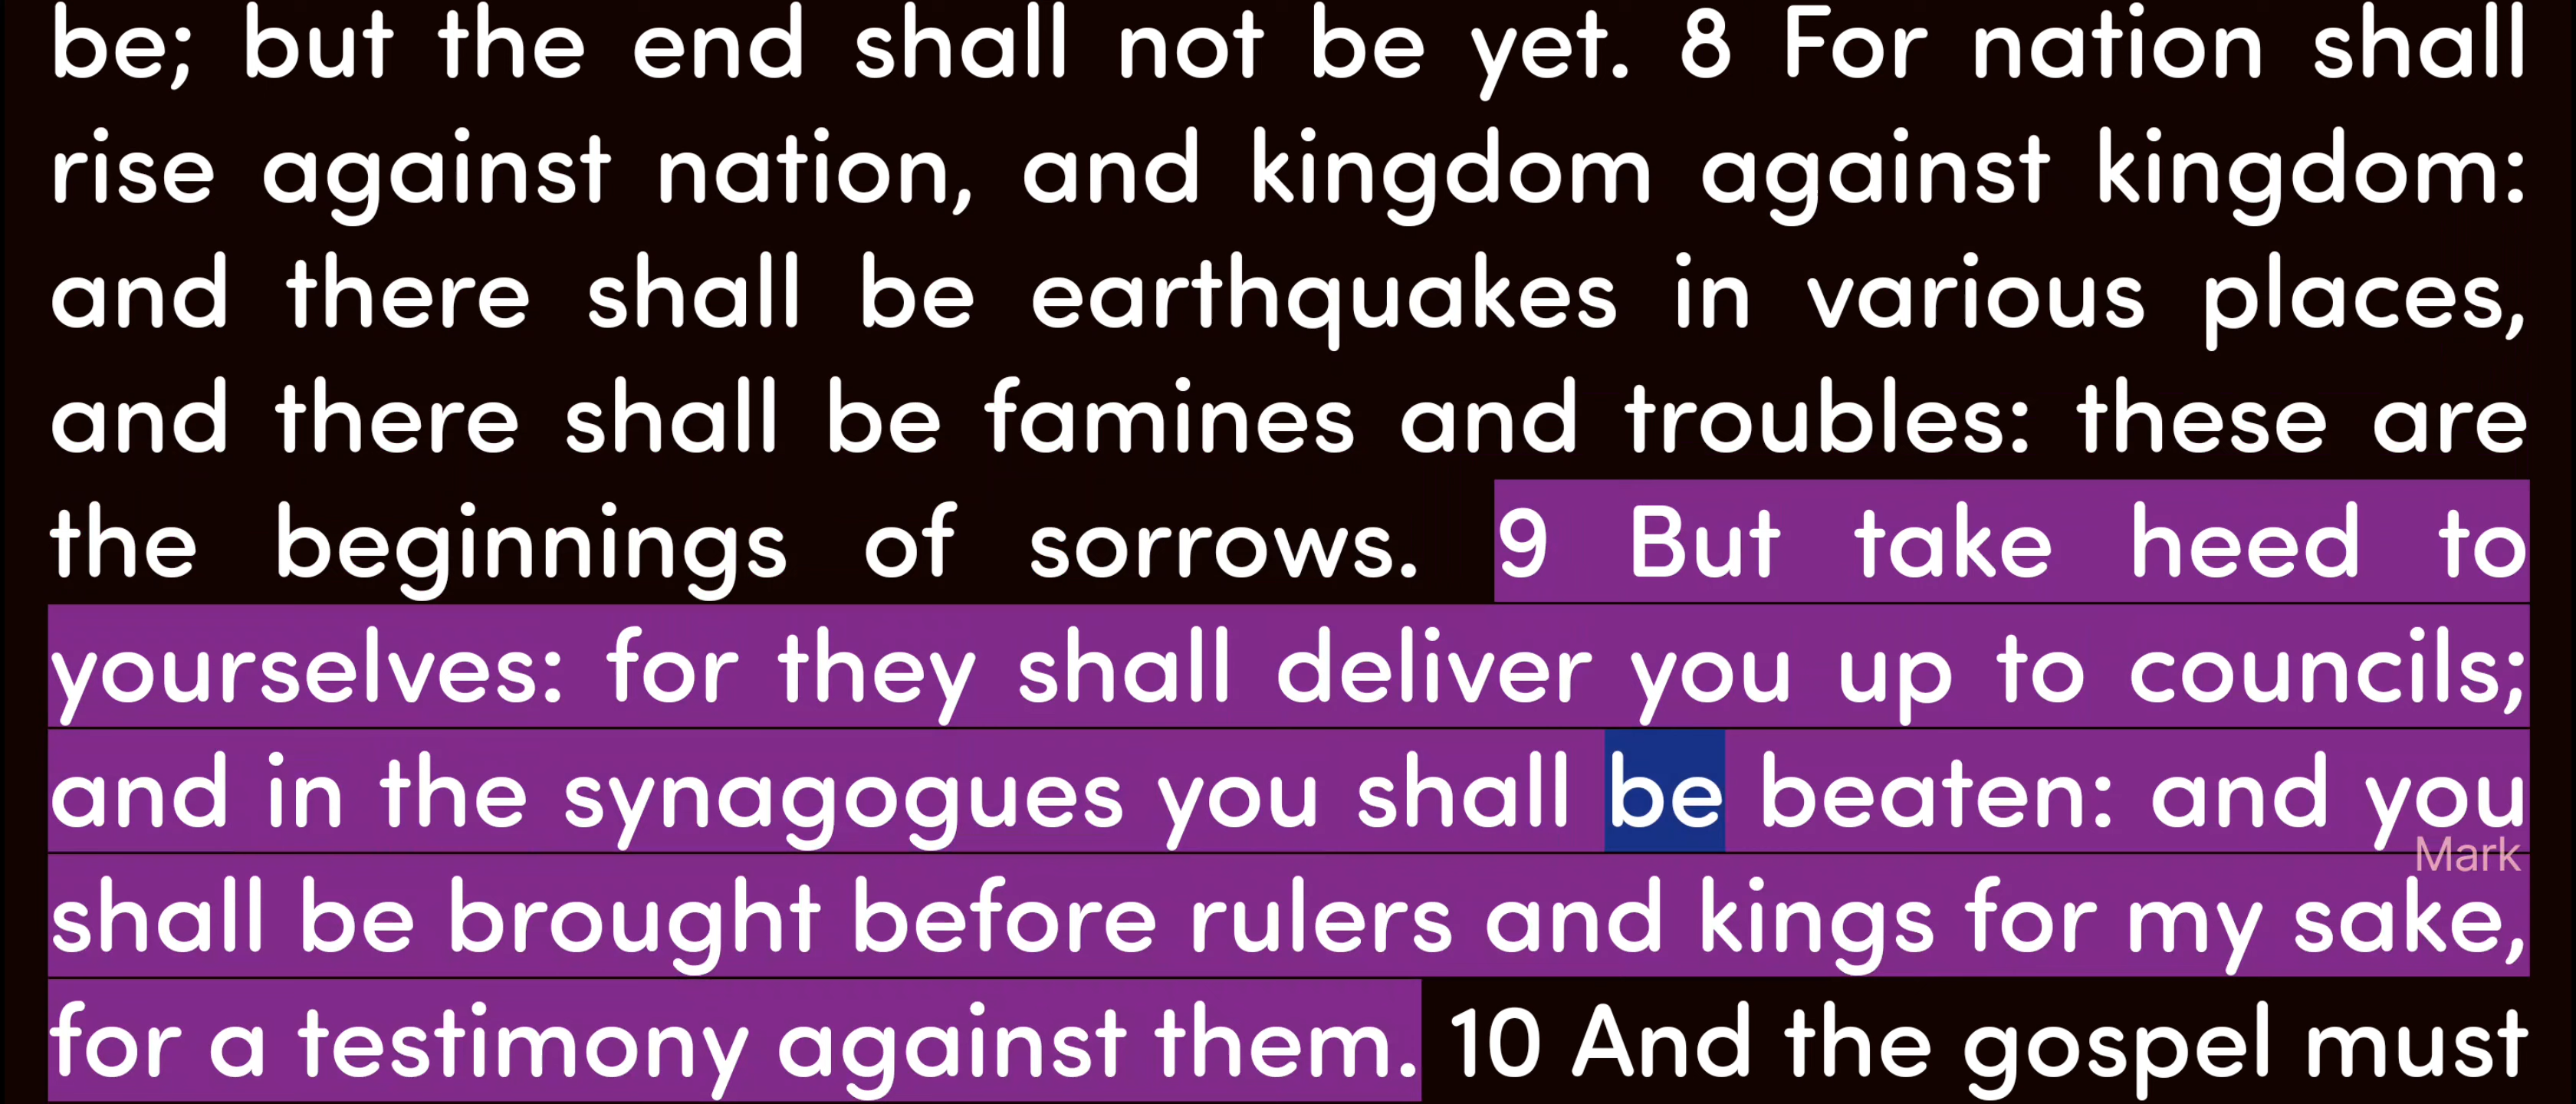 be; but the end shall not be yet. 8 For nation shall
rise against nation, and kingdom against kingdom:
and there shall be earthquakes in various places,
and there shall be famines and troubles: these are
the beginnings of sorrows. 9 But take heed to
yourselves: for they shall deliver you up to councils;
and in the synagogues you shall be beaten: and you
Mark
shall be brought before rulers and kings for my sake,
for a testimony against them. 10 And the gospel must